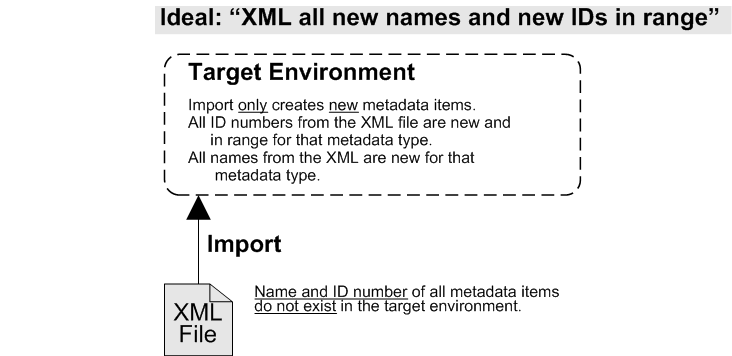 Ideal: “XML all new names and new IDs in range”
Target Environment
Import only creates new metadata items.
All ID numbers from the XML file are new and
in range for that metadata type.
All names from the XML are new for that
metadata type.
Import
Name and ID number of all metadata items
do not exist in the target environment.
XML
File